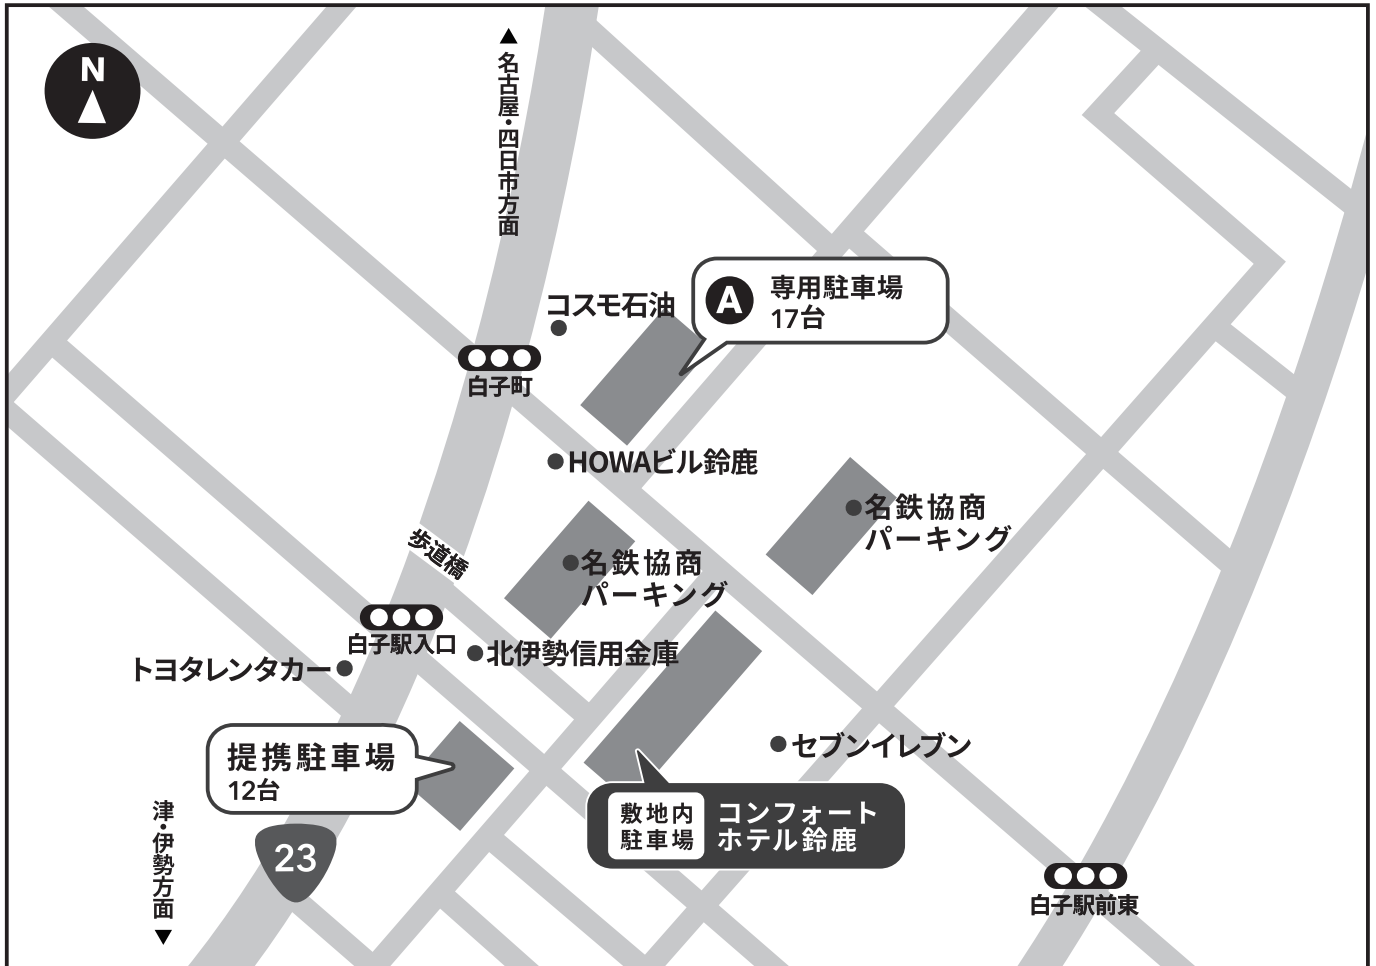 N
▲名古屋・四日市方面
コスモ石油
A
専用駐車場
17台
白子町
HOWAビル鈴鹿
名鉄協商
パーキング
歩道橋
名鉄協商
パーキング
白子駅入口
北伊勢信用金庫
トヨタレンタカー
提携駐車場
12台
セブンイレブン
敷地内
駐車場
コンフォート
ホテル鈴鹿
津・伊勢方面▼
23
白子駅前東